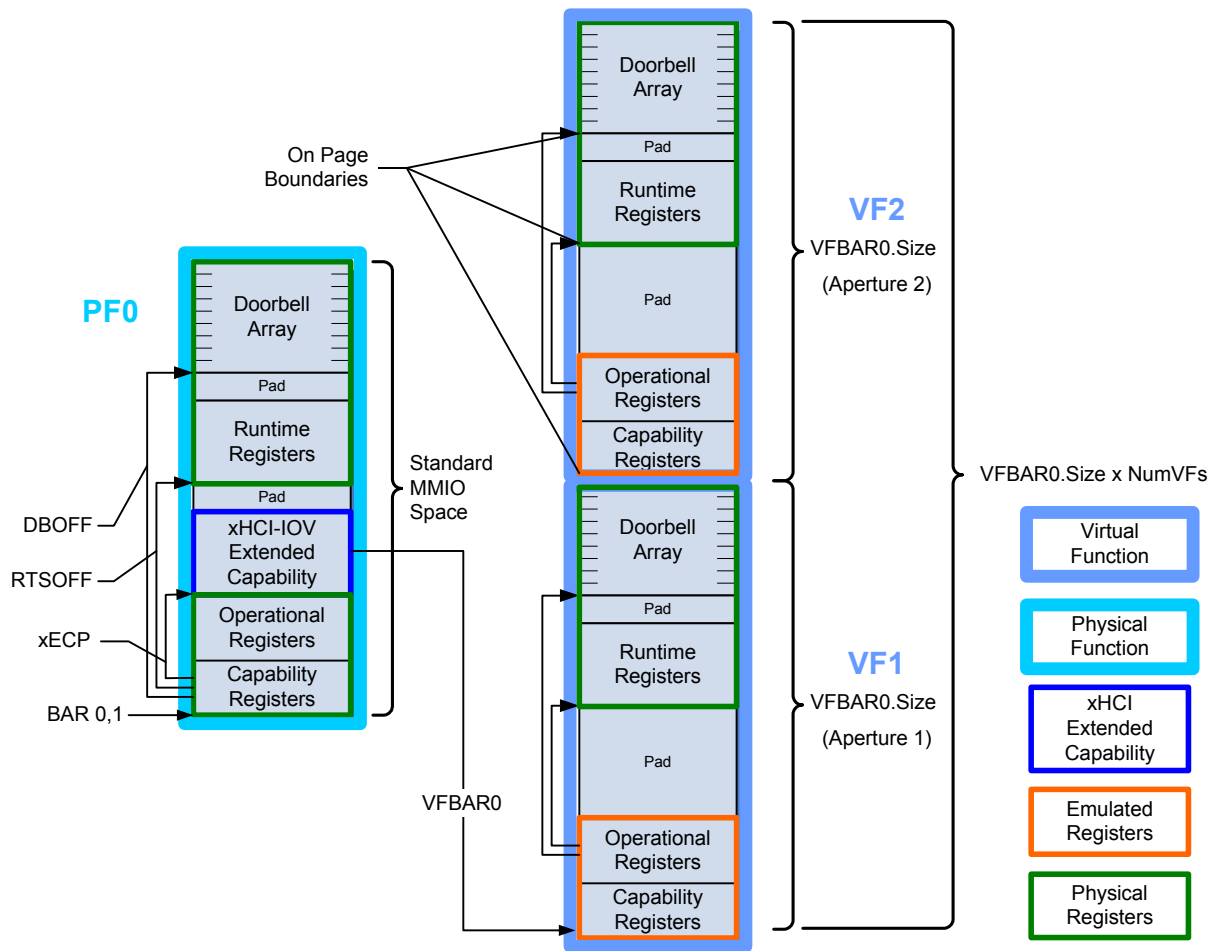 PF0
Doorbell
Array
Pad
Runtime
Registers
Pad
xHCI-IOV
Extended
Capability
Operational
Registers
Capability
Registers
DBOFF
RTSOFF
xECP
BAR 0,1
Standard
MMIO
Space
On Page
Boundaries
VFBAR0
Doorbell
Array
Pad
Runtime
Registers
Pad
Operational
Registers
Capability
Registers
Doorbell
Array
Pad
Runtime
Registers
Pad
Operational
Registers
Capability
Registers
VF2
VFBAR0.Size
(Aperture 2)
VF1
VFBAR0.Size
(Aperture 1)
VFBAR0.Size x NumVFs
Virtual
Function
Physical
Function
xHCI
Extended
Capability
Emulated
Registers
Physical
Registers